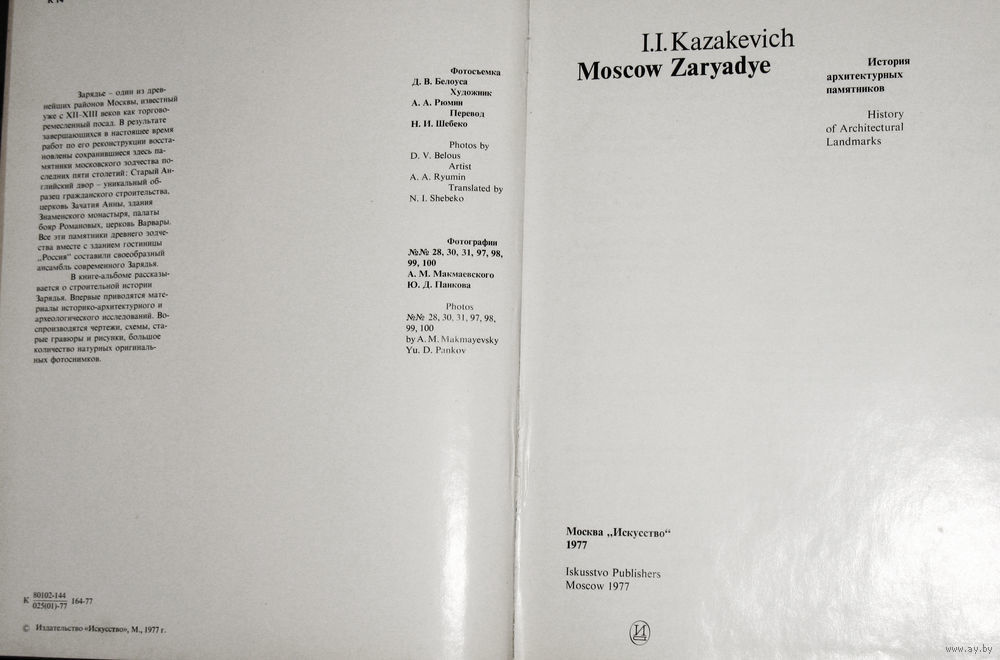 Зарядье – один из древ-
нейших районов Москвы, известный
уже с XII–XIII веков как торгово-
ремесленный посад. В результате
завершающихся в настоящее время
работ по его реконструкции восста-
новлены сохранившиеся здесь па-
мятники московского зодчества по-
следних пяти столетий: Старый Ан-
глийский двор – уникальный об-
разец гражданского строительства,
церковь Зачатия Анны, здания
Знаменского монастыря, палаты
бояр Романовых, церковь Варвары.
Все эти памятники древнего зодче-
ства вместе с зданием гостиницы
„Россия" составили своеобразный
ансамбль современного Зарядья.
В книге-альбоме рассказы-
вается о строительной истории
Зарядья. Впервые приводятся мате-
риалы историко-архитектурного и
археологического исследований. Во-
спроизводятся чертежи, схемы, ста-
рые гравюры и рисунки, большое
количество натурных оригиналь-
ных фотоснимков.
К 80102-144
025(01)-77 164-77
© Издательство «Искусство», М., 1977 г.
Фотосъемка
Д. В. Белоуса
Художник
А. А. Рюмин
Перевод
Н. И. Шебеко
Photos by
D. V. Belous
Artist
A. A. Ryumin
Translated by
N. I. Shebeko
Фотографии
№№ 28, 30, 31, 97, 98,
99, 100
А. М. Макмаевского
Ю. Д. Панкова
Photos
№№ 28, 30, 31, 97, 98,
99, 100
by A. M. Makmayevsky
Yu. D. Pankov
I.I. Kazakevich
Moscow Zaryadye
История
архитектурных
памятников
History
of Architectural
Landmarks
Москва „Искусство"
1977
Iskusstvo Publishers
Moscow 1977
www.ay.by